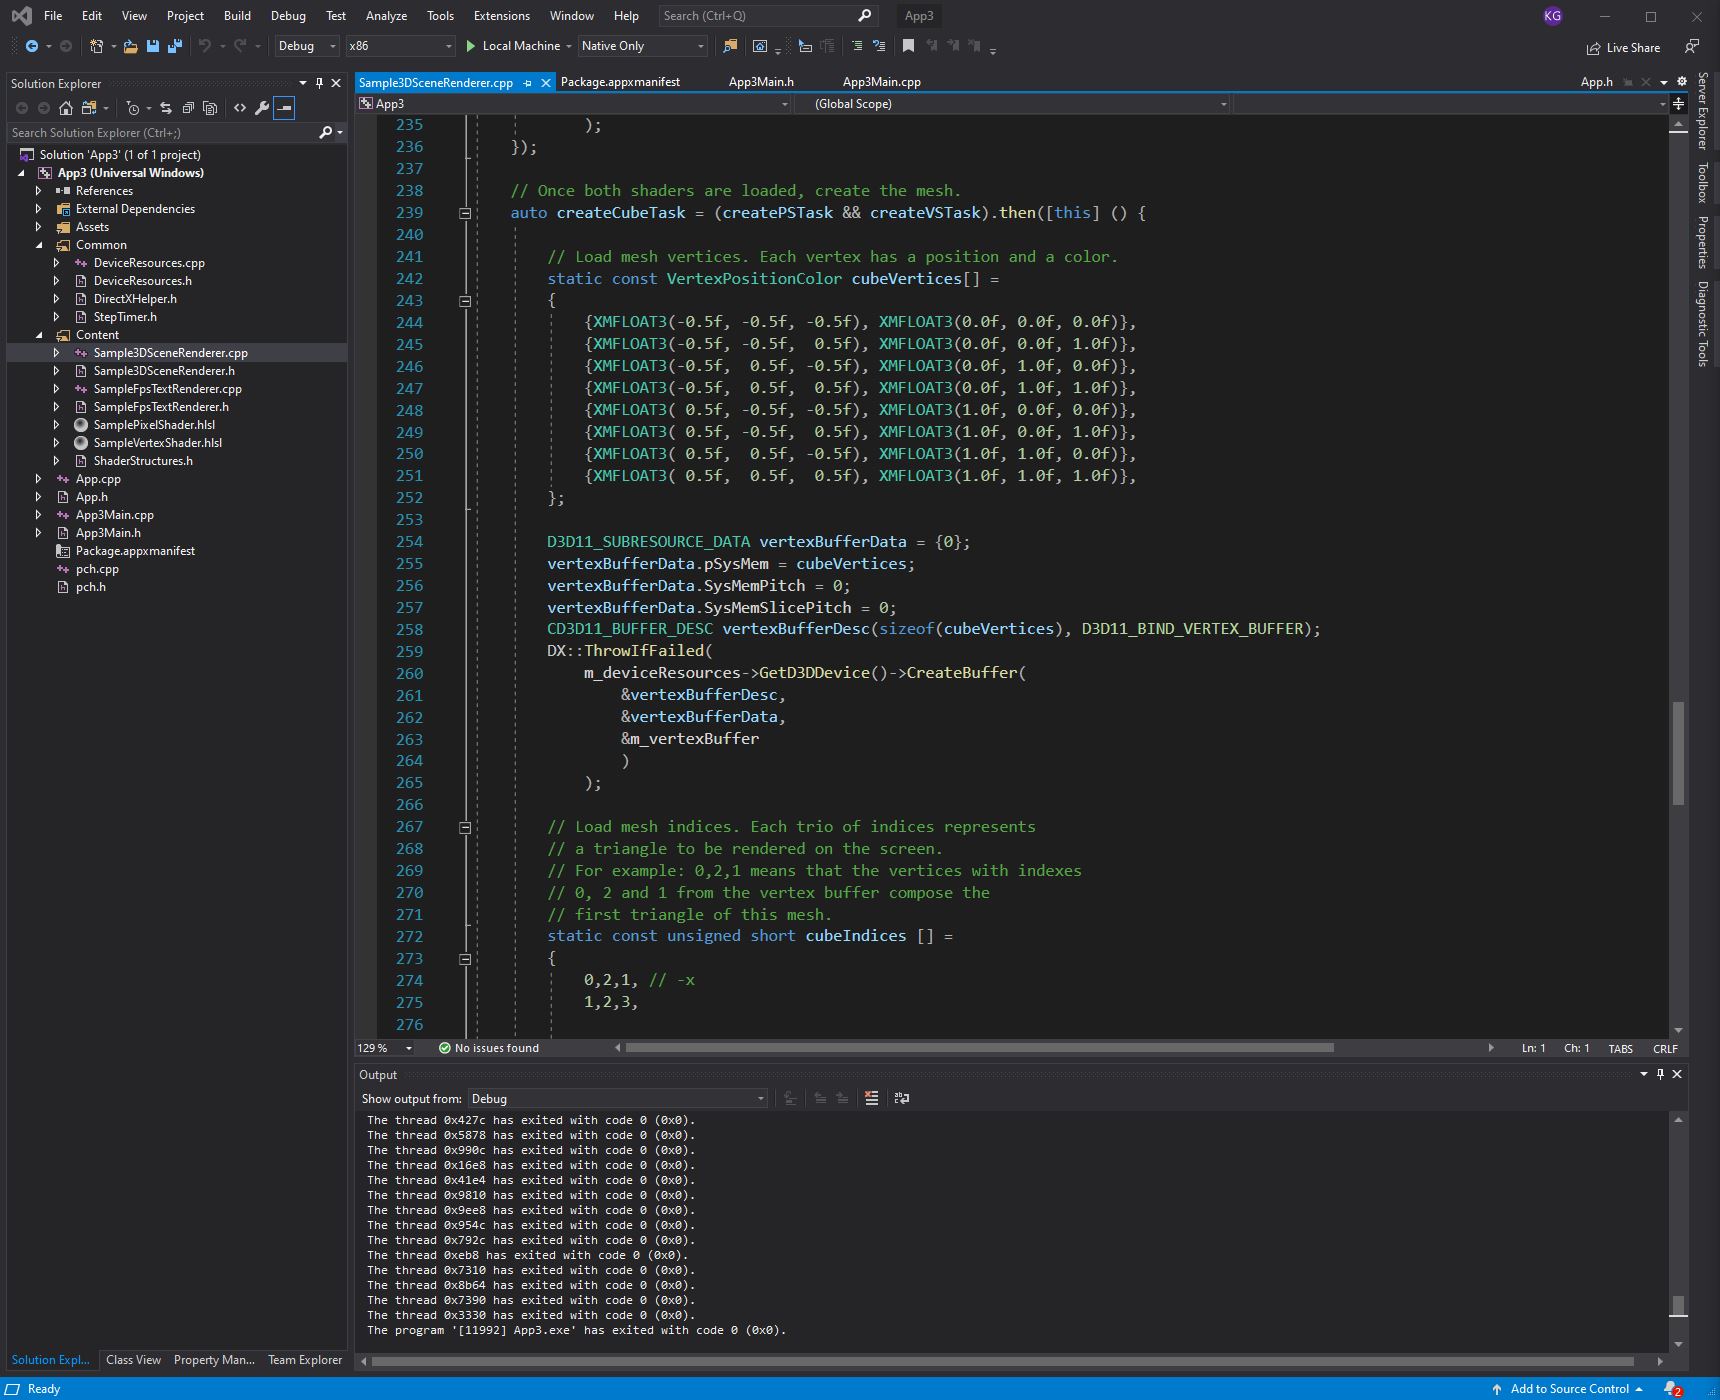 File Edit View Project Build Debug Test Analyze Tools Extensions Window Help Search (Ctrl+Q) App3 KG
Debug x86 Local Machine Native Only Live Share
Solution Explorer
Search Solution Explorer (Ctrl+;)
Solution 'App3' (1 of 1 project)
App3 (Universal Windows)
References
External Dependencies
Assets
Common
DeviceResources.cpp
DeviceResources.h
DirectXHelper.h
StepTimer.h
Content
Sample3DSceneRenderer.cpp
Sample3DSceneRenderer.h
SampleFpsTextRenderer.cpp
SampleFpsTextRenderer.h
SamplePixelShader.hlsl
SampleVertexShader.hlsl
ShaderStructures.h
App.cpp
App.h
App3Main.cpp
App3Main.h
Package.appxmanifest
pch.cpp
pch.h
Solution Expl... Class View Property Man... Team Explorer
Sample3DSceneRenderer.cpp Package.appxmanifest App3Main.h App3Main.cpp App.h
App3 (Global Scope)
235 );
236 });
237
238 // Once both shaders are loaded, create the mesh.
239 auto createCubeTask = (createPSTask && createVSTask).then([this] () {
240
241 // Load mesh vertices. Each vertex has a position and a color.
242 static const VertexPositionColor cubeVertices[] =
243 {
244 {XMFLOAT3(-0.5f, -0.5f, -0.5f), XMFLOAT3(0.0f, 0.0f, 0.0f)},
245 {XMFLOAT3(-0.5f, -0.5f,  0.5f), XMFLOAT3(0.0f, 0.0f, 1.0f)},
246 {XMFLOAT3(-0.5f,  0.5f, -0.5f), XMFLOAT3(0.0f, 1.0f, 0.0f)},
247 {XMFLOAT3(-0.5f,  0.5f,  0.5f), XMFLOAT3(0.0f, 1.0f, 1.0f)},
248 {XMFLOAT3( 0.5f, -0.5f, -0.5f), XMFLOAT3(1.0f, 0.0f, 0.0f)},
249 {XMFLOAT3( 0.5f, -0.5f,  0.5f), XMFLOAT3(1.0f, 0.0f, 1.0f)},
250 {XMFLOAT3( 0.5f,  0.5f, -0.5f), XMFLOAT3(1.0f, 1.0f, 0.0f)},
251 {XMFLOAT3( 0.5f,  0.5f,  0.5f), XMFLOAT3(1.0f, 1.0f, 1.0f)},
252 };
253
254 D3D11_SUBRESOURCE_DATA vertexBufferData = {0};
255 vertexBufferData.pSysMem = cubeVertices;
256 vertexBufferData.SysMemPitch = 0;
257 vertexBufferData.SysMemSlicePitch = 0;
258 CD3D11_BUFFER_DESC vertexBufferDesc(sizeof(cubeVertices), D3D11_BIND_VERTEX_BUFFER);
259 DX::ThrowIfFailed(
260 m_deviceResources->GetD3DDevice()->CreateBuffer(
261 &vertexBufferDesc,
262 &vertexBufferData,
263 &m_vertexBuffer
264 )
265 );
266
267 // Load mesh indices. Each trio of indices represents
268 // a triangle to be rendered on the screen.
269 // For example: 0,2,1 means that the vertices with indexes
270 // 0, 2 and 1 from the vertex buffer compose the
271 // first triangle of this mesh.
272 static const unsigned short cubeIndices [] =
273 {
274 0,2,1, // -x
275 1,2,3,
276
129 % No issues found Ln: 1 Ch: 1 TABS CRLF
Output
Show output from: Debug
The thread 0x427c has exited with code 0 (0x0).
The thread 0x5878 has exited with code 0 (0x0).
The thread 0x990c has exited with code 0 (0x0).
The thread 0x16e8 has exited with code 0 (0x0).
The thread 0x41e4 has exited with code 0 (0x0).
The thread 0x9810 has exited with code 0 (0x0).
The thread 0x9ee8 has exited with code 0 (0x0).
The thread 0x954c has exited with code 0 (0x0).
The thread 0x792c has exited with code 0 (0x0).
The thread 0xeb8 has exited with code 0 (0x0).
The thread 0x7310 has exited with code 0 (0x0).
The thread 0x8b64 has exited with code 0 (0x0).
The thread 0x7390 has exited with code 0 (0x0).
The thread 0x3330 has exited with code 0 (0x0).
The program '[11992] App3.exe' has exited with code 0 (0x0).
Server Explorer
Toolbox
Properties
Diagnostic Tools
Ready Add to Source Control 2